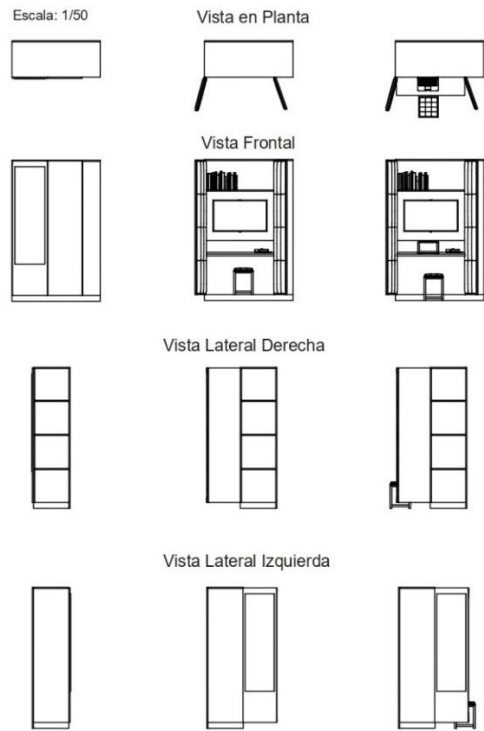 Escala: 1/50
Vista en Planta
Vista Frontal
Vista Lateral Derecha
Vista Lateral Izquierda